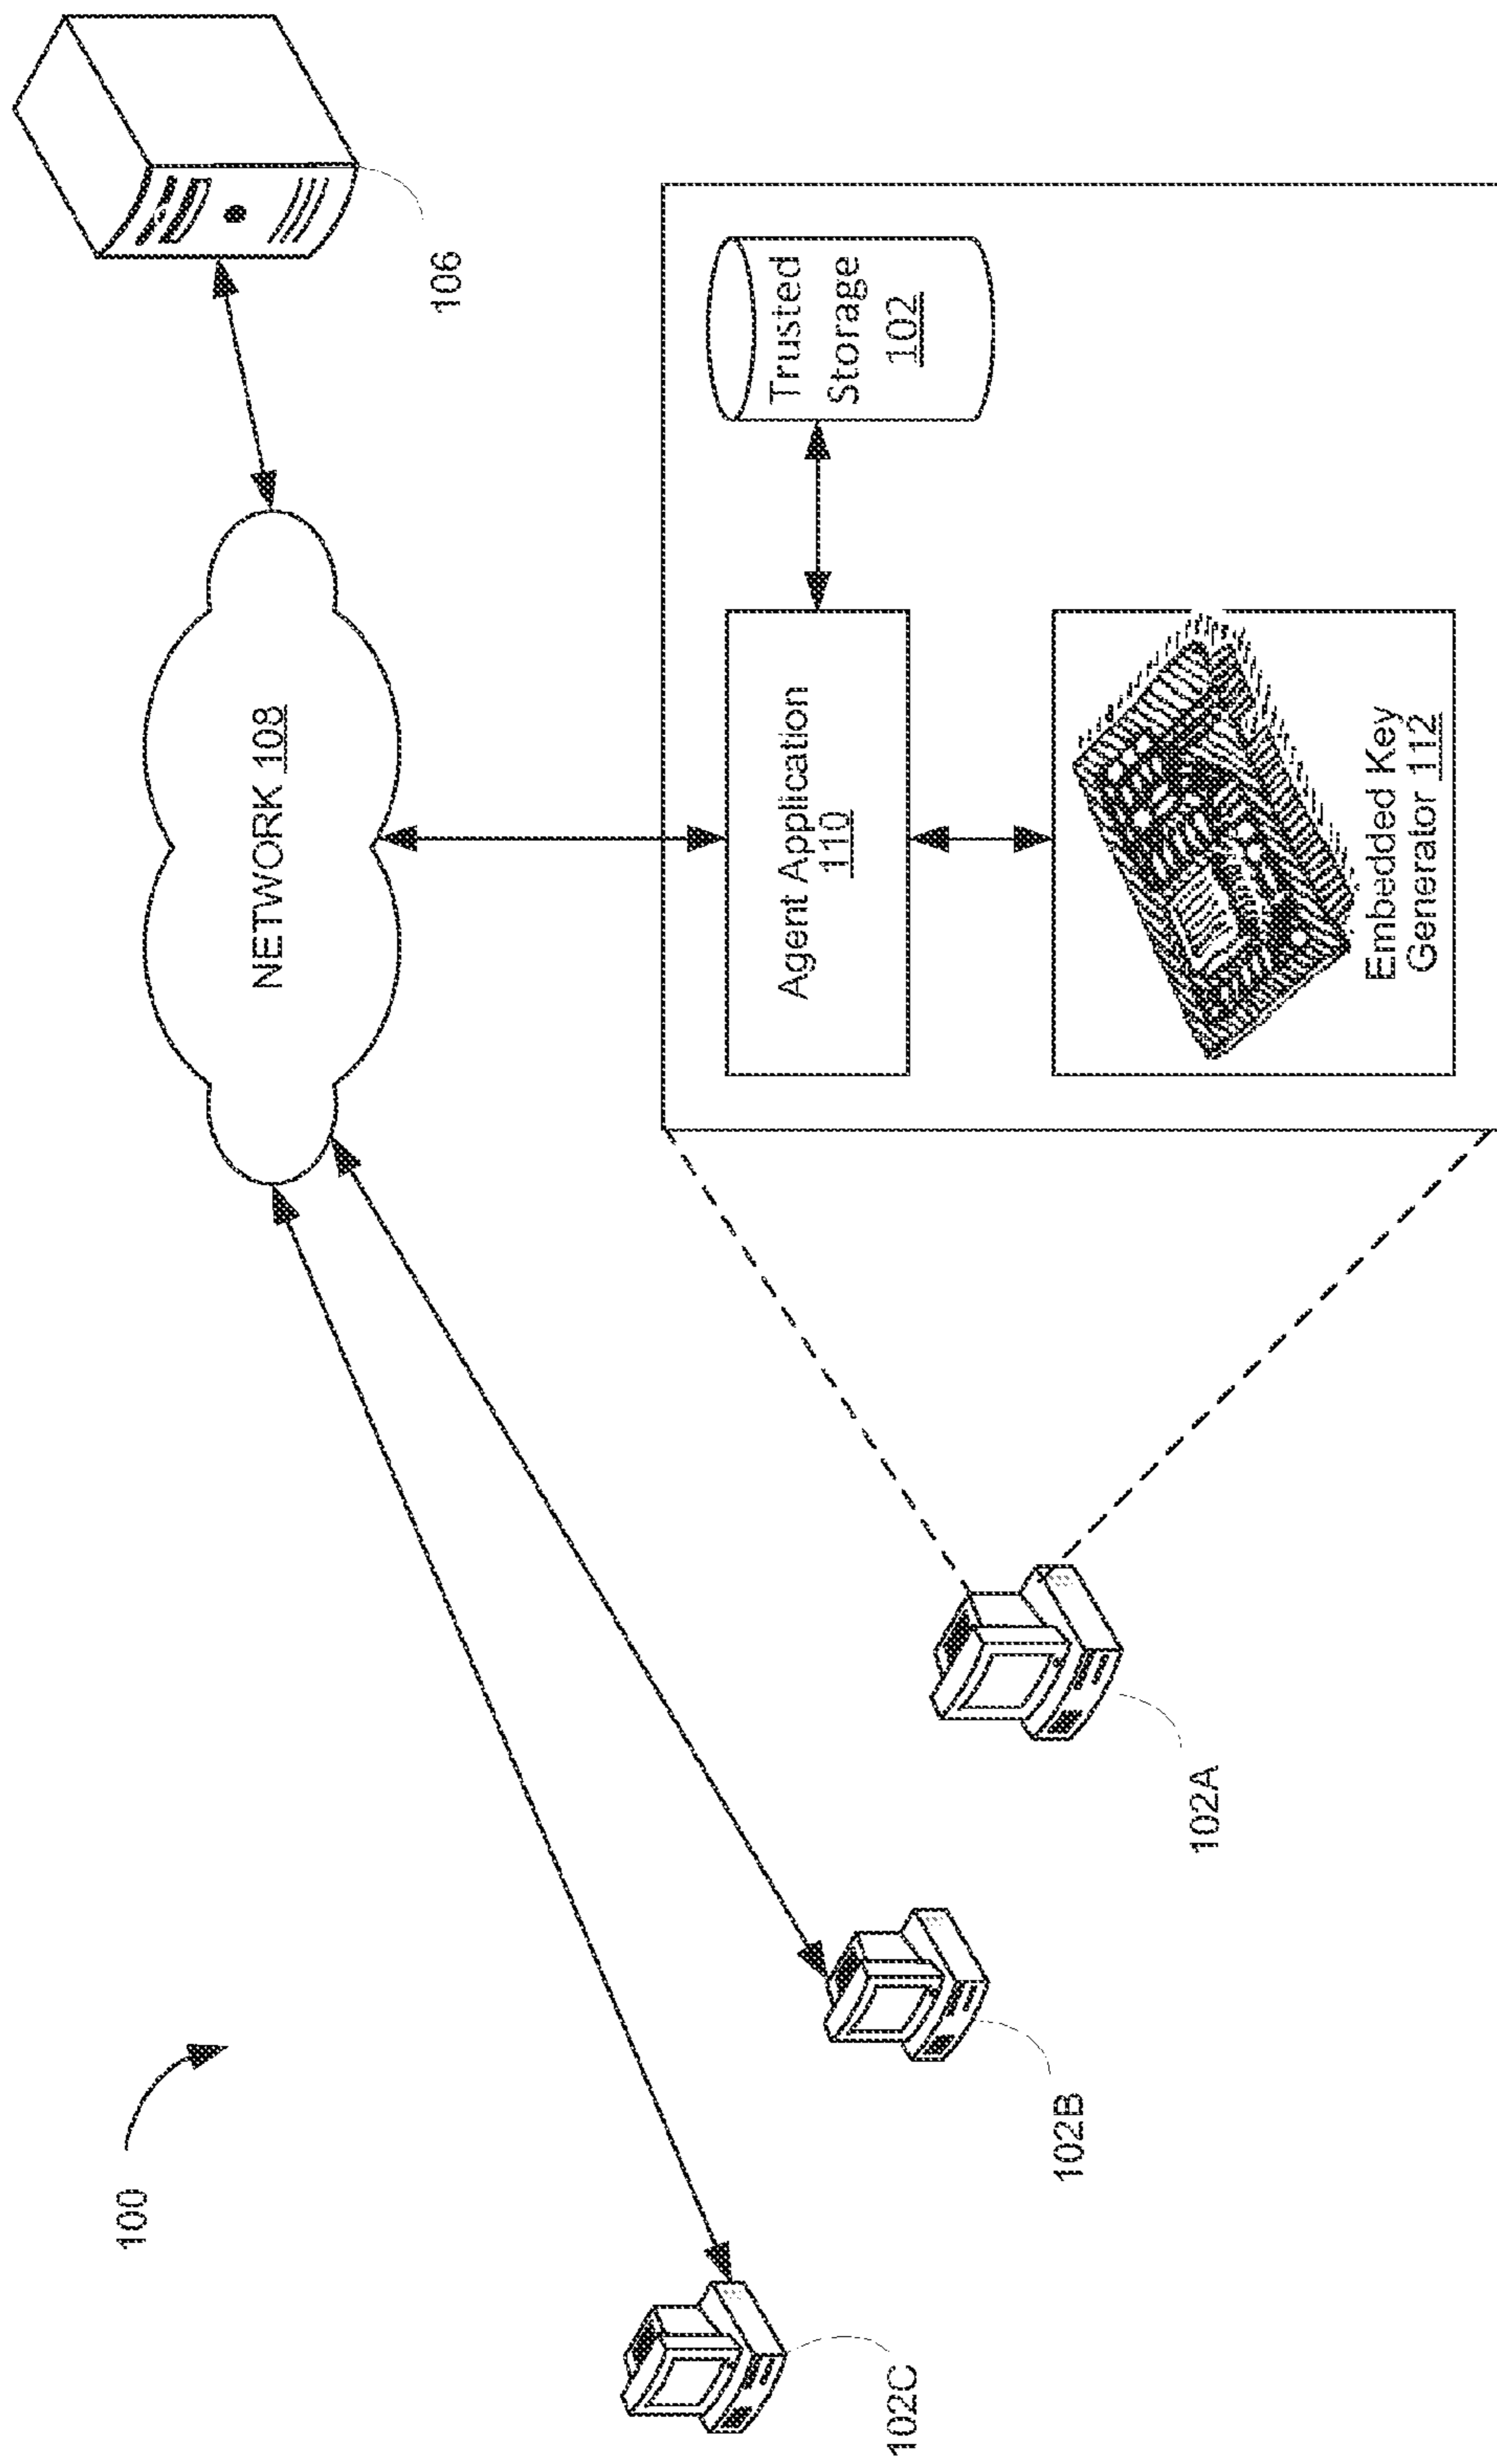 100
106
NETWORK 108
Trusted
Storage
102
Agent Application
110
Embedded Key
Generator 112
102A
102B
102C